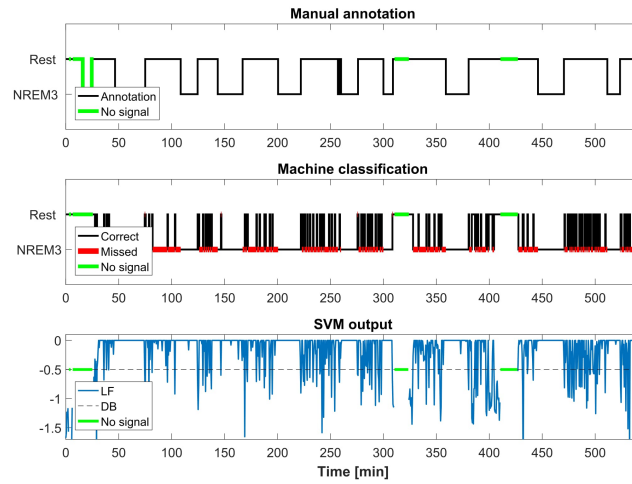 Manual annotation
Rest
NREM3
Annotation
No signal
0 50 100 150 200 250 300 350 400 450 500
Machine classification
Rest
NREM3
Correct
Missed
No signal
0 50 100 150 200 250 300 350 400 450 500
SVM output
0
-0.5
-1
-1.5
LF
DB
No signal
0 50 100 150 200 250 300 350 400 450 500
Time [min]